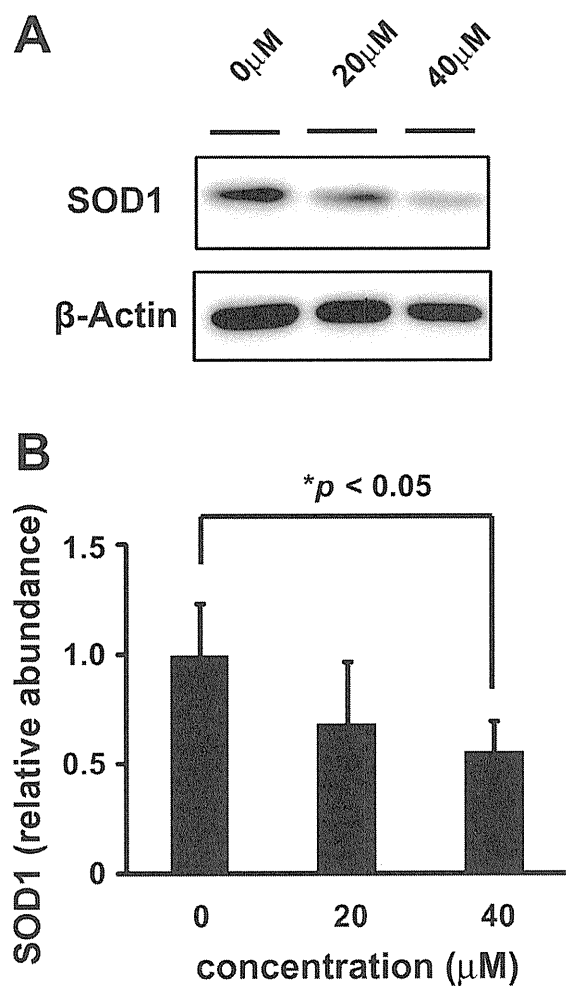 A
0μM 20μM 40μM
SOD1
β-Actin
B
*p < 0.05
SOD1 (relative abundance)
1.5
1.0
0.5
0
0 20 40
concentration (μM)